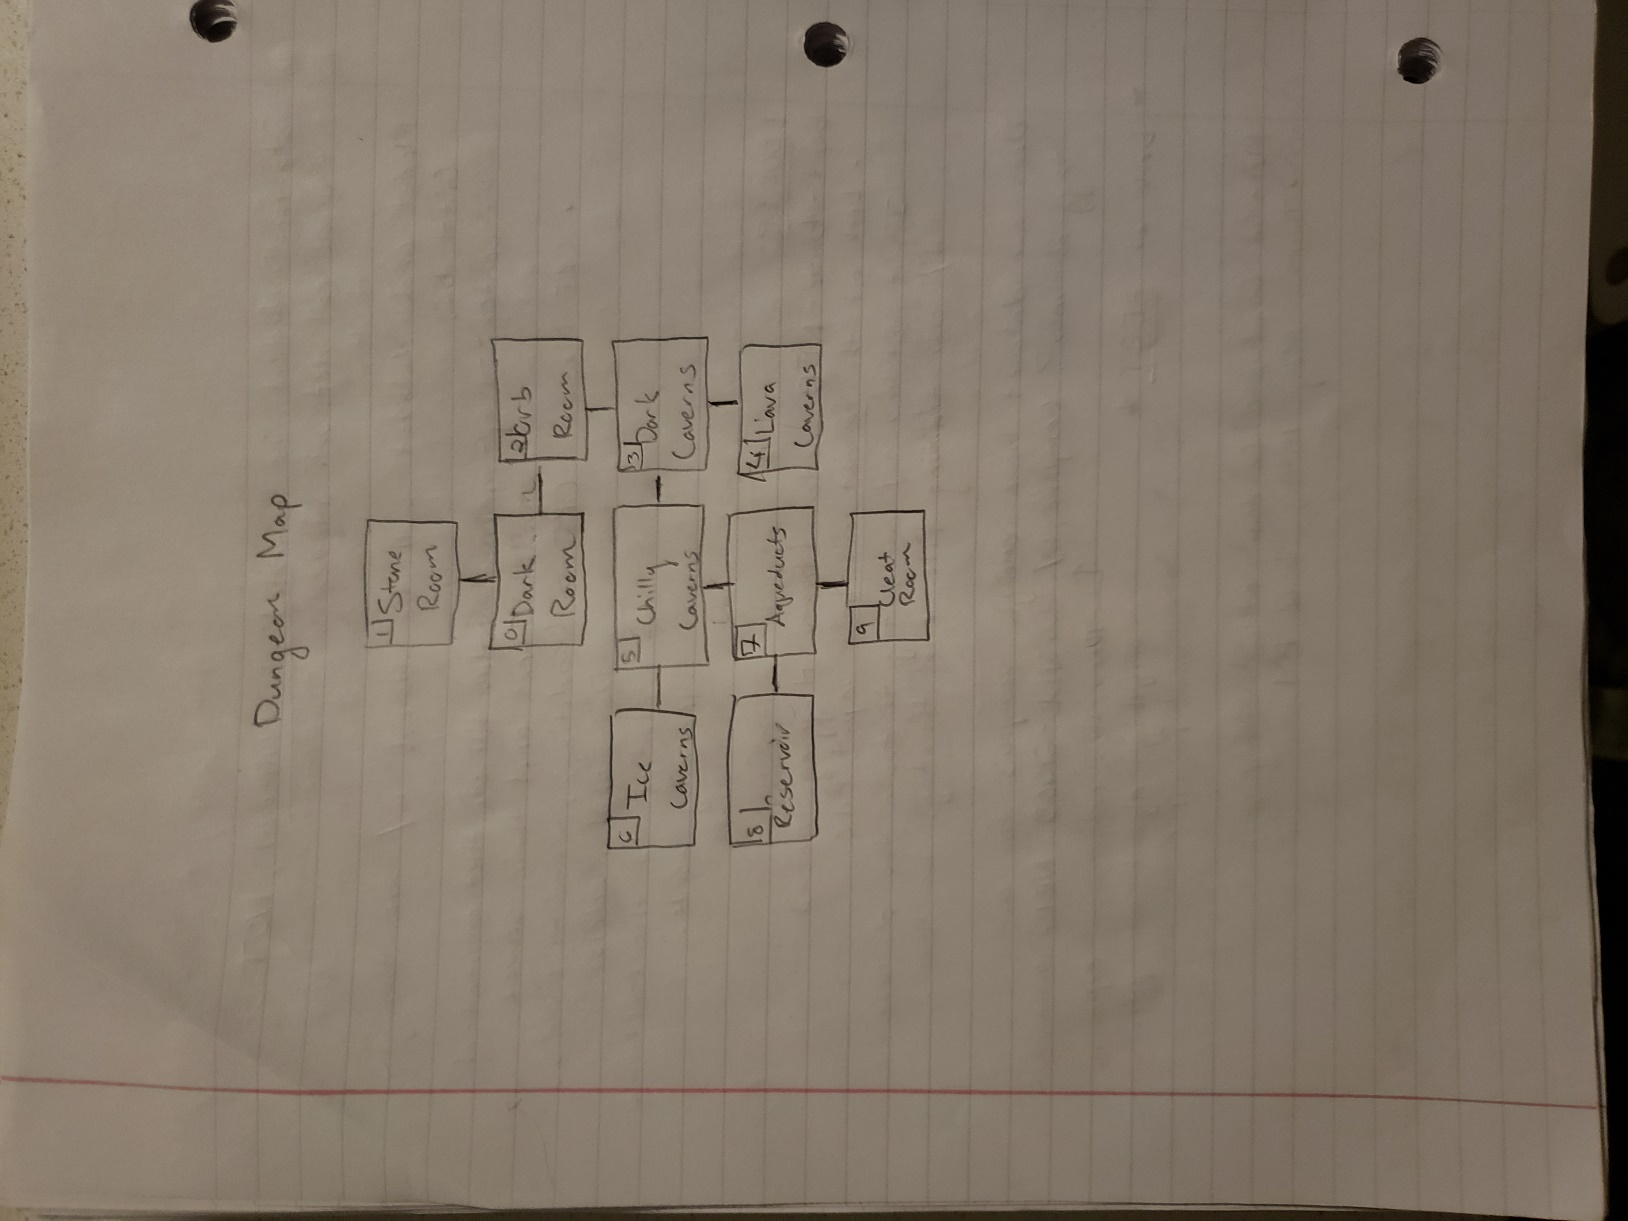 Dungeon Map
1 Stone
Room
0 Dark
Room
2 Orb
Room
6 Ice
Caverns
5 Chilly
Caverns
3 Dark
Caverns
8
Reservoir
7
Aqueducts
4 Lava
Caverns
9
Room